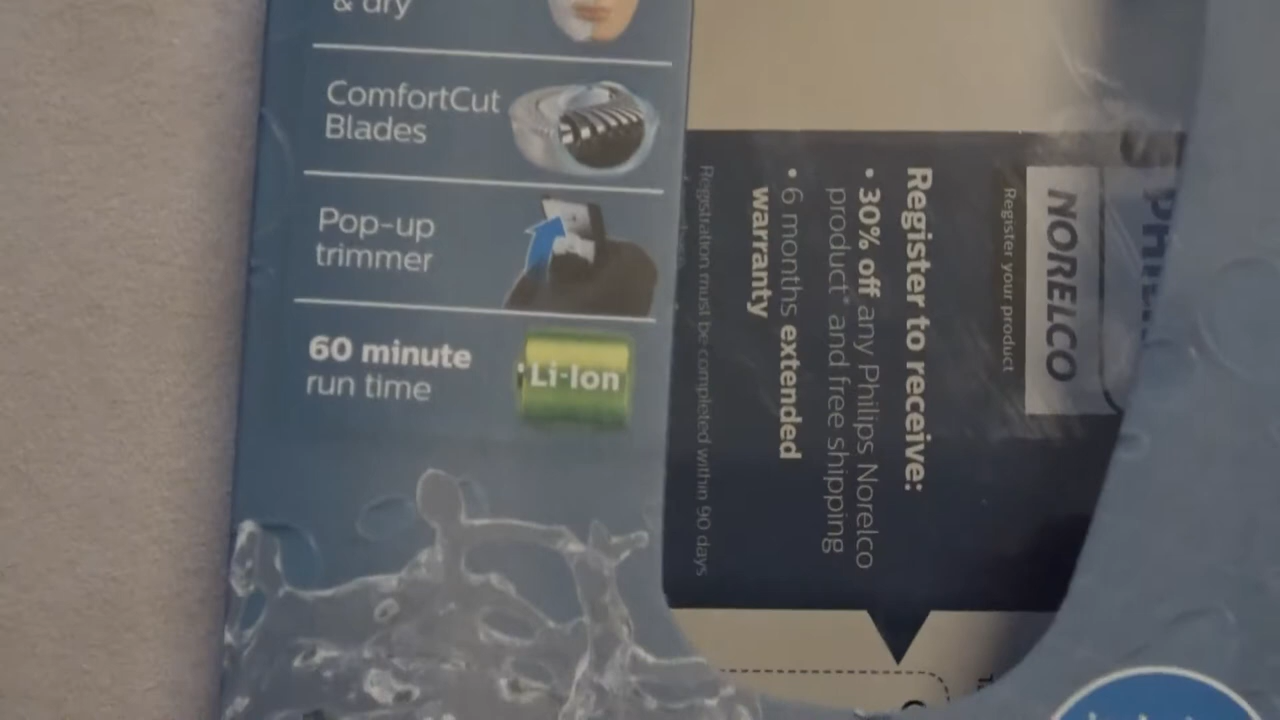 & dry
ComfortCut
Blades
Pop-up
trimmer
60 minute
run time
Li-Ion
NORELCO
Register your product
Register to receive:
• 30% off any Philips Norelco
product* and free shipping
• 6 months extended
warranty
Registration must be completed within 90 days